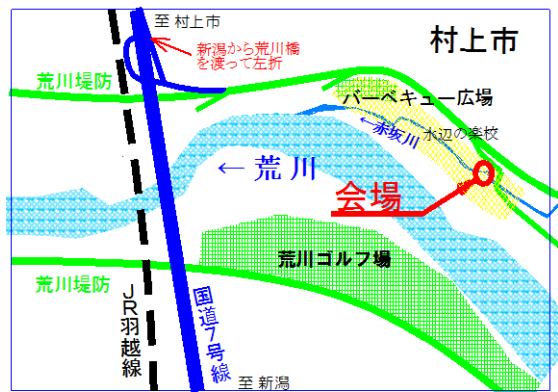 至 村上市
新潟から荒川橋
を渡って左折
村上市
荒川堤防
バーベキュー広場
←赤坂川
水辺の楽校
← 荒 川
会場
荒川ゴルフ場
荒川堤防
JR羽越線
国道7号線
至 新潟